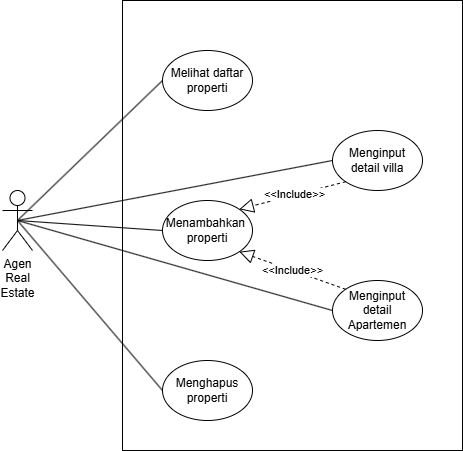 Melihat daftar
properti
Menginput
detail villa
<<Include>>
Menambahkan
properti
Agen
Real
Estate
<<Include>>
Menginput
detail
Apartemen
Menghapus
properti